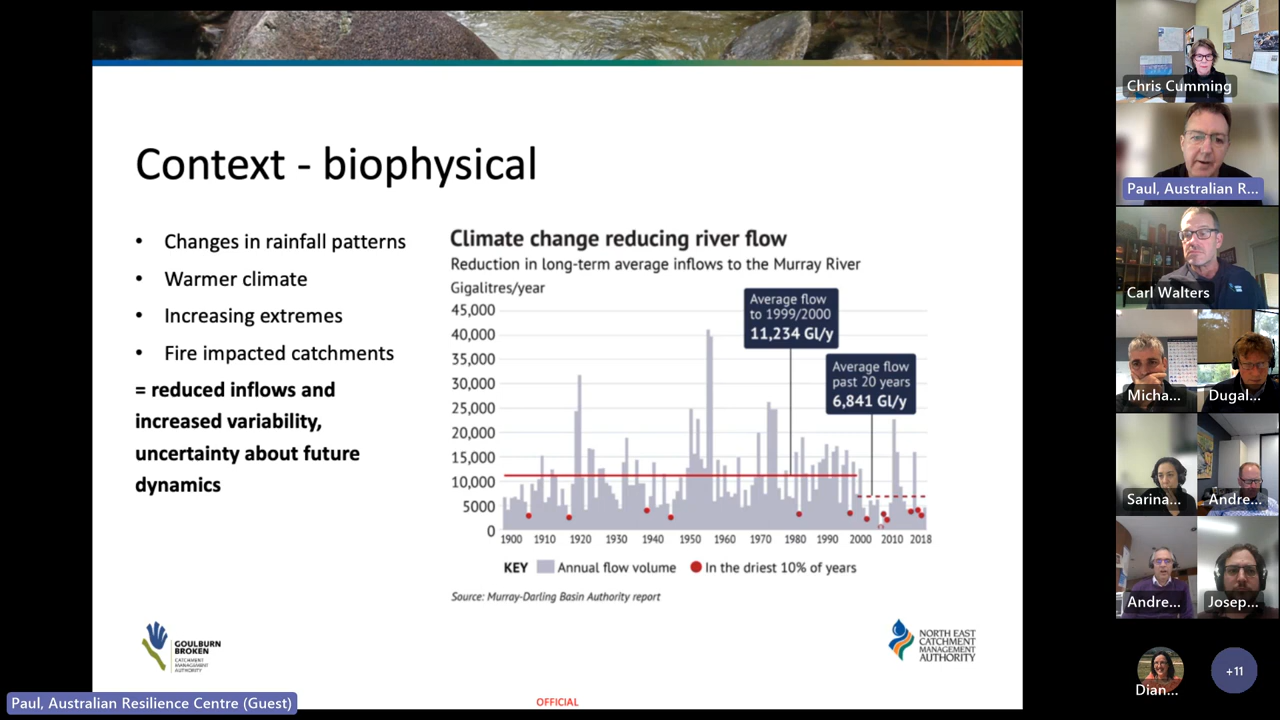 Context - biophysical
• Changes in rainfall patterns
• Warmer climate
• Increasing extremes
• Fire impacted catchments
= reduced inflows and
increased variability,
uncertainty about future
dynamics
Climate change reducing river flow
Reduction in long-term average inflows to the Murray River
Gigalitres/year
45,000
40,000
35,000
30,000
25,000
20,000
15,000
10,000
5000
0
Average flow
to 1999/2000
11,234 Gl/y
Average flow
past 20 years
6,841 Gl/y
1900 1910 1920 1930 1940 1950 1960 1970 1980 1990 2000 2010 2018
KEY Annual flow volume In the driest 10% of years
Source: Murray-Darling Basin Authority report
GOULBURN
BROKEN
CATCHMENT
MANAGEMENT
AUTHORITY
NORTH EAST
CATCHMENT
MANAGEMENT
AUTHORITY
OFFICIAL
Paul, Australian Resilience Centre (Guest)
Chris Cumming
Paul, Australian R...
Carl Walters
Micha... Dugal...
Sarina... Andre...
Andre... Josep...
Dian... +11